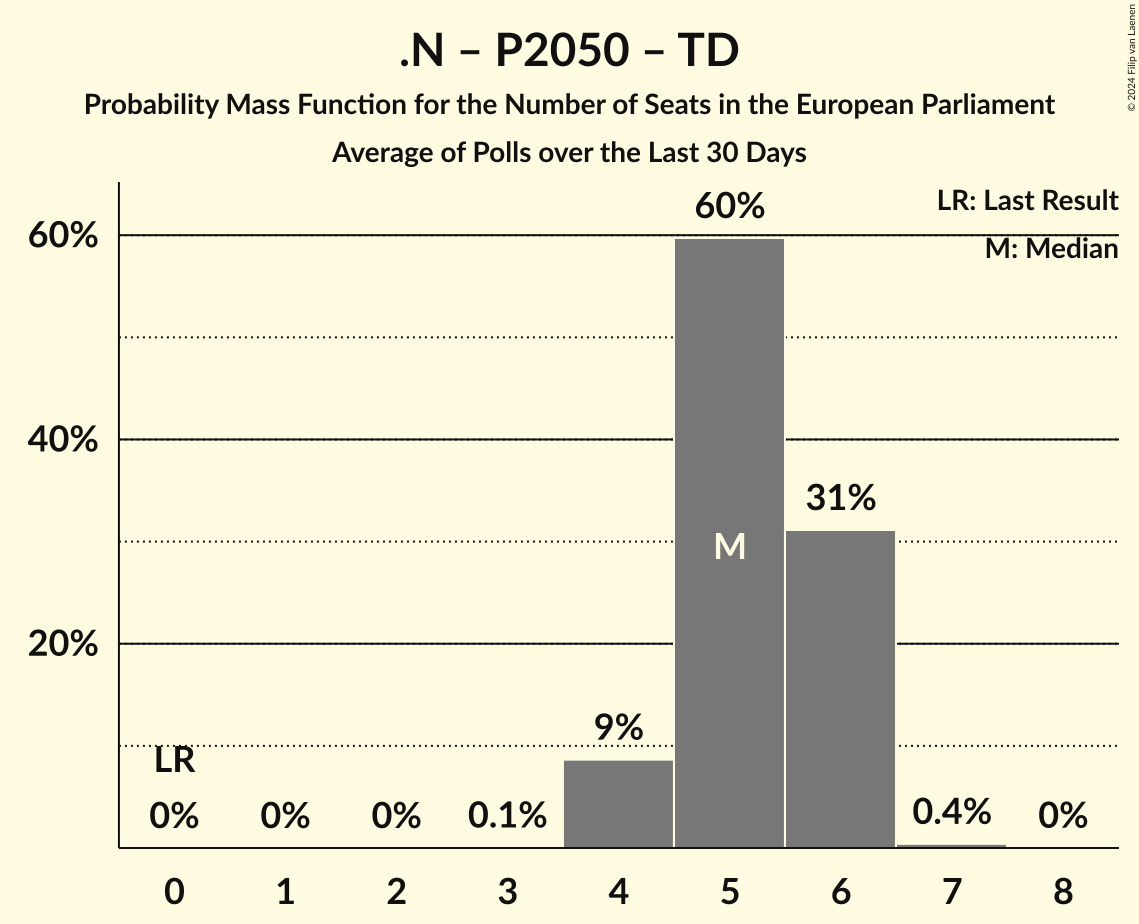 .N – P2050 – TD
Probability Mass Function for the Number of Seats in the European Parliament
Average of Polls over the Last 30 Days
© 2024 Filip van Laenen
LR: Last Result
M: Median
60%
40%
20%
60%
31%
M
9%
LR
0%
0%
0%
0.1%
0.4%
0%
0 1 2 3 4 5 6 7 8